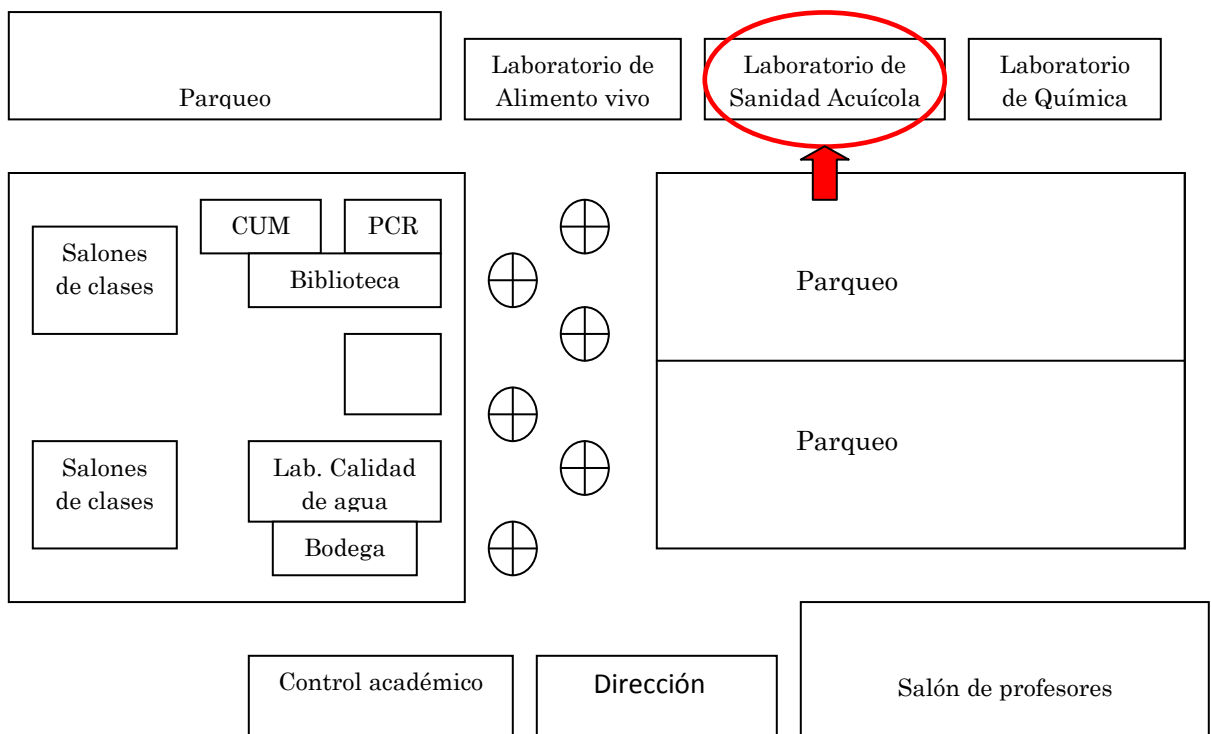 Parqueo
Laboratorio de
Alimento vivo
Laboratorio de
Sanidad Acuícola
Laboratorio
de Química
CUM
PCR
Salones
de clases
Biblioteca
Parqueo
Parqueo
Salones
de clases
Lab. Calidad
de agua
Bodega
Control académico
Dirección
Salón de profesores